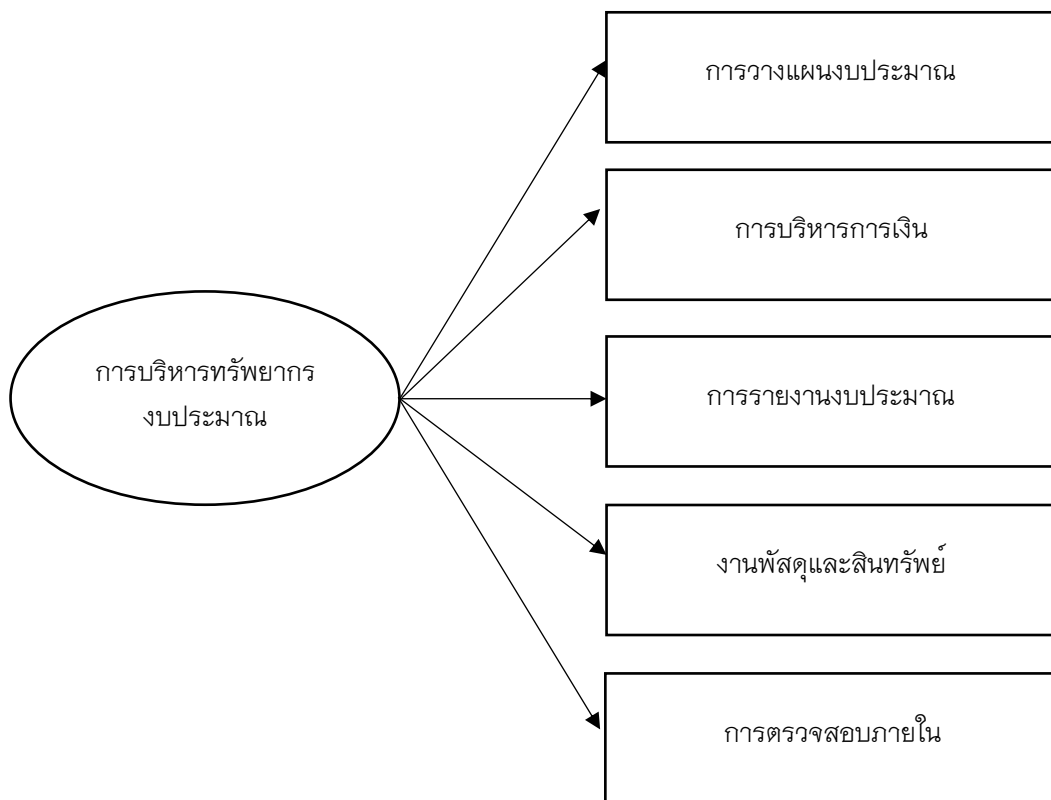 การวางแผนงบประมาณ
การบริหารการเงิน
การบริหารทรัพยากร
งบประมาณ
การรายงานงบประมาณ
งานพัสดุและสินทรัพย์
การตรวจสอบภายใน